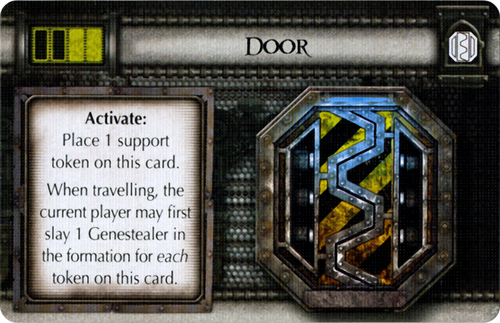 DOOR
Activate:
Place 1 support
token on this card.
When travelling, the
current player may first
slay 1 Genestealer in
the formation for each
token on this card.